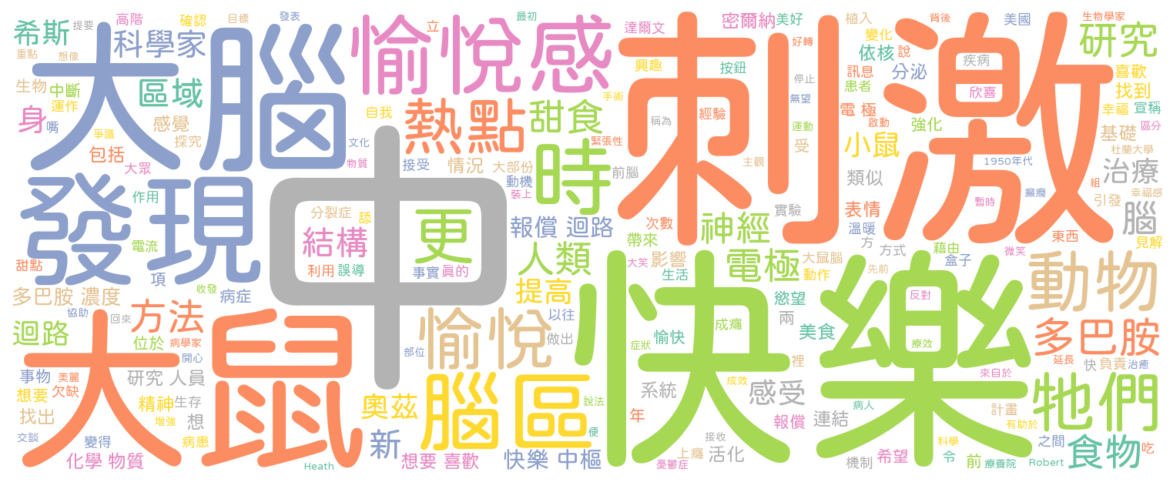 希斯
高階
確認
目標
發表
重點
提要
想像
科學家
立
最初
愉悅感
達爾文
密爾納
美好
植入
背後
美國
生物學家
研究
大腦
生物
中斷
運作
區域
興趣
按鈕
好轉
變化
依核
說
疾病
喜歡
找到
身
嘴
爭議
感覺
探究
自我
熱點
甜食
手術
刺激
停止
訊息
患者
分泌
欣喜
幸福
宣稱
包括
大眾
文化
物質
接受
情況
大部份
緊張性
稱為
經驗
無望
運動
電 極
啟動
強化
基礎
區分
發現
作用
動機
裝上
時
前腦
主觀
受
小鼠
1950年代
杜蘭大學
治療
分裂症
舔
中
更
報償 迴路
實驗
類似
癲癇
粗
幸福感
引發
電流
結構
次數
神經
表情
暫時
腦
甜點
項
利用
誤導
事實
真的
人類
帶來
大笑
影響
溫暖
方
方式
藉由
微笑
東西
見解
多巴胺 濃度
收發
病症
電極
大鼠腦
動作
先前
盒子
動物
協助
回來
提高
生活
慾望
反對
迴路
方法
位於
病學家
愉悅
以往
做出
快樂
成癮
兩
美食
多巴胺
大鼠
開心
部位
症狀
愉快
療效
延長
事物
美麗
研究 人員
裡
來自於
快
負責
治癒
想要
欠缺
精神
生存
奧茲
腦區
說法
系統
成效
感受
牠們
找出
增強
想
年
報償
連結
病人
計畫
有助於
交談
變得
病患
新
便
上癮
接收
科學
之間
食物
吃
化學 物質
Heath
想要 喜歡
快樂 中樞
憂鬱症
活化
機制
希望
令
前
療養院
Robert